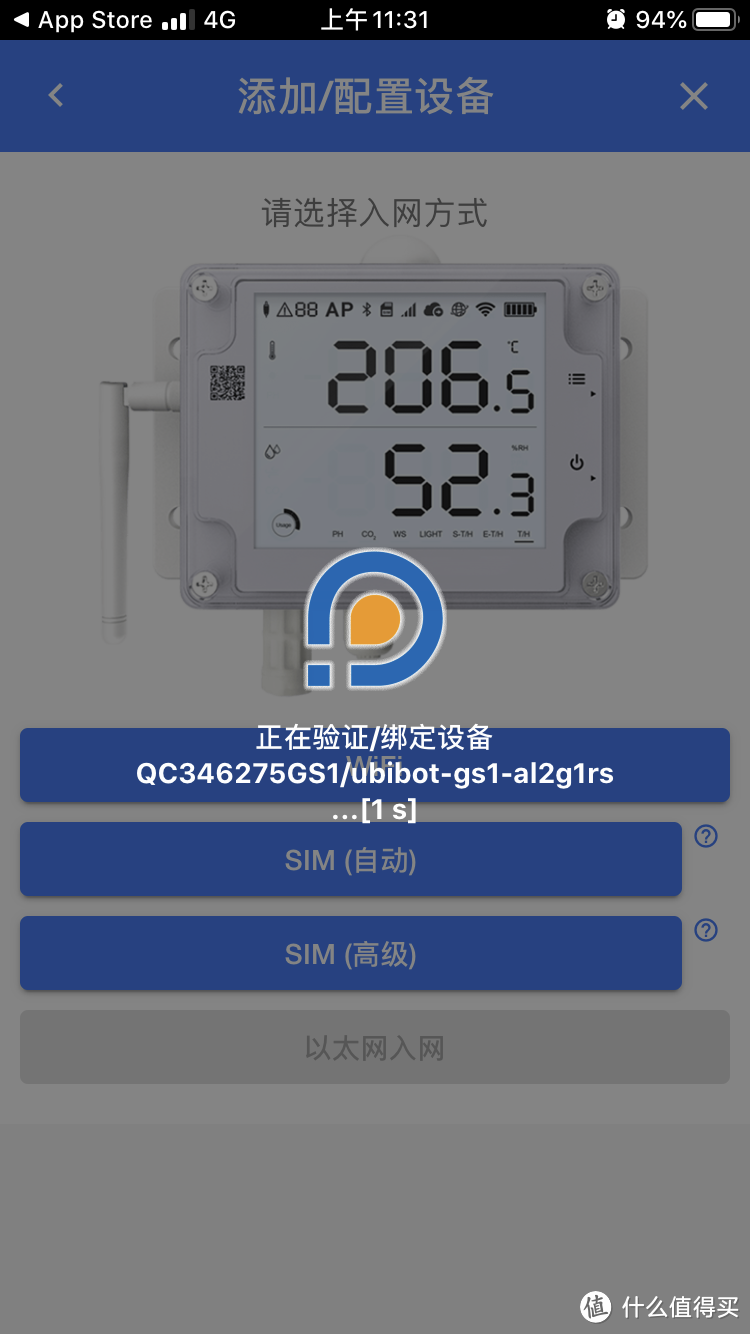 App Store 4G 上午11:31 94%
添加/配置设备
请选择入网方式
88 AP
206.5 ℃
52.3 %RH
Usage
PH CO₂ WS LIGHT S-T/H E-T/H T/H
正在验证/绑定设备
WiFi
QC346275GS1/ubibot-gs1-al2g1rs
...[1 s]
SIM (自动) ?
SIM (高级) ?
以太网入网
值 什么值得买